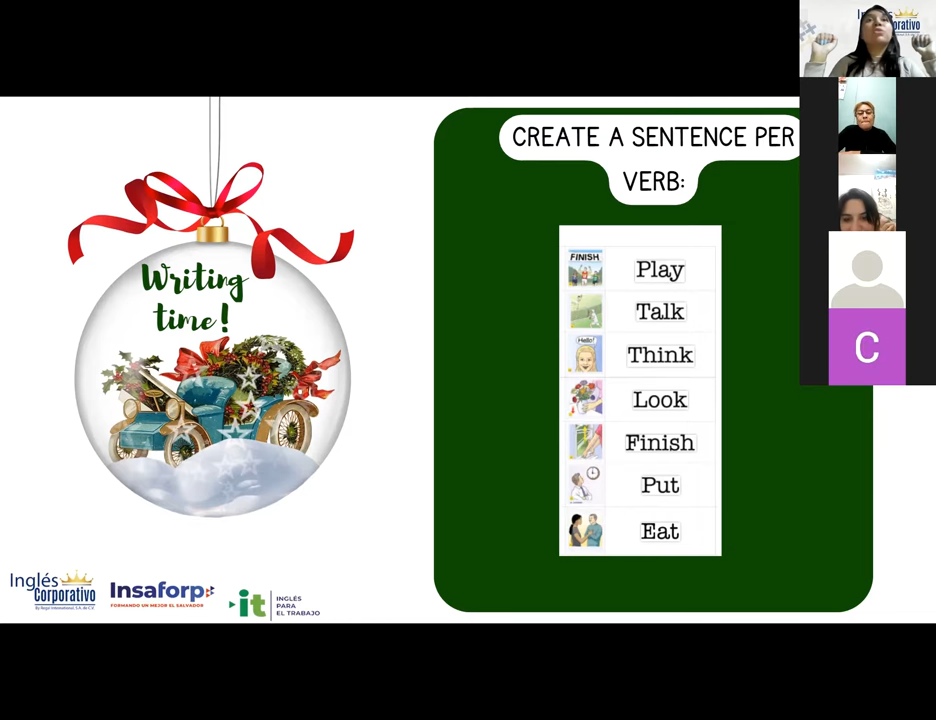 CREATE A SENTENCE PER
VERB:
Writing
time!
FINISH
Play
Talk
Hello!
Think
Look
Finish
Put
Eat
Inglés
Corporativo
Insaforp
FORMANDO UN MEJOR EL SALVADOR
it
INGLÉS
PARA
EL TRABAJO
C